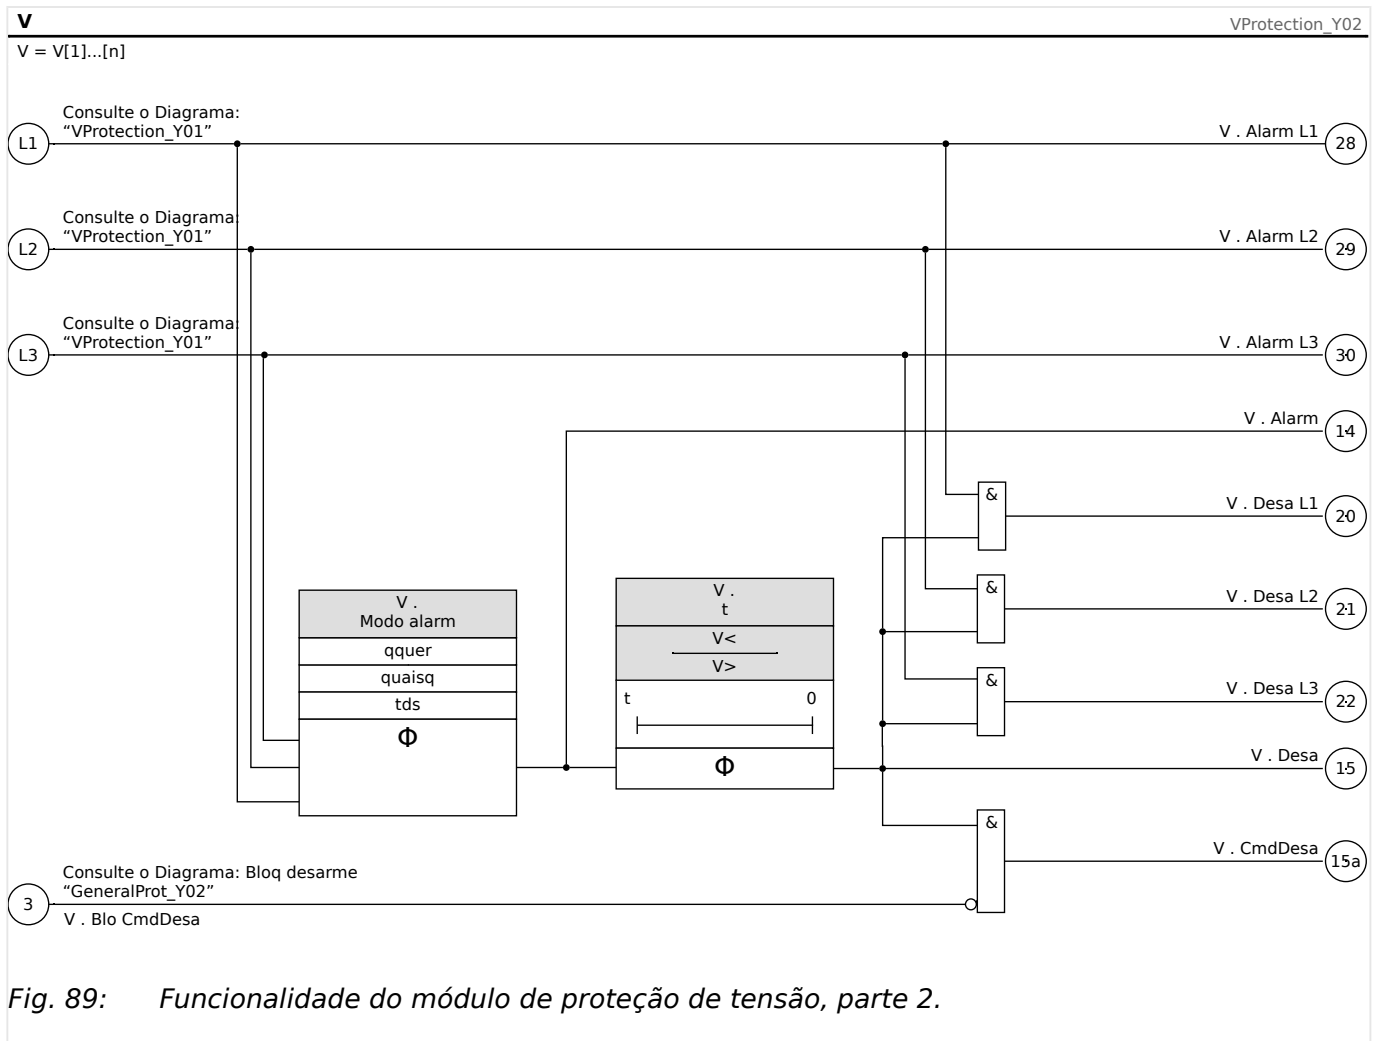 V
VProtection_Y02
V = V[1]...[n]
Consulte o Diagrama:
“VProtection_Y01”
L1
V . Alarm L1
28
Consulte o Diagrama:
“VProtection_Y01”
L2
V . Alarm L2
29
Consulte o Diagrama:
“VProtection_Y01”
L3
V . Alarm L3
30
V . Alarm
14
&
V . Desa L1
20
V .
Modo alarm
qquer
quaisq
tds
Φ
V .
t
V<
V>
t
0
Φ
&
V . Desa L2
21
&
V . Desa L3
22
V . Desa
15
&
V . CmdDesa
15a
Consulte o Diagrama: Bloq desarme
“GeneralProt_Y02”
3
V . Blo CmdDesa
Fig. 89: Funcionalidade do módulo de proteção de tensão, parte 2.